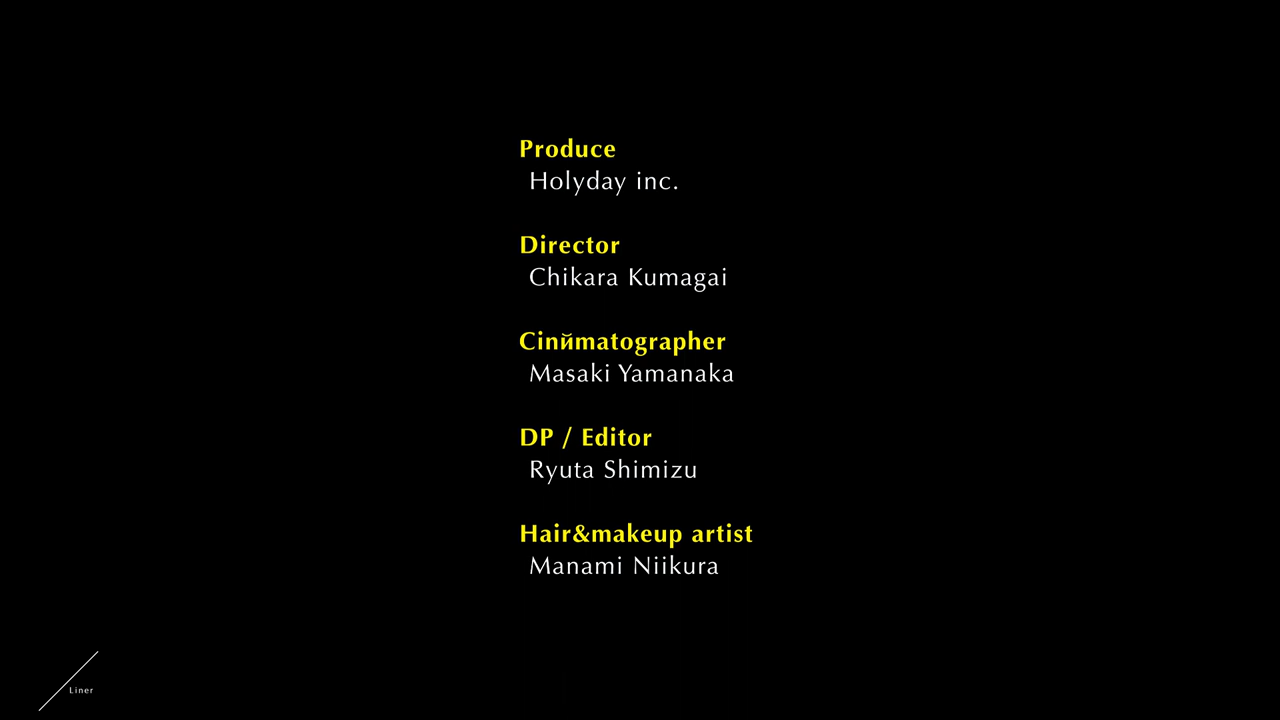 Produce
Holyday inc.
Director
Chikara Kumagai
Cinйmatographer
Masaki Yamanaka
DP / Editor
Ryuta Shimizu
Hair&makeup artist
Manami Niikura
Liner